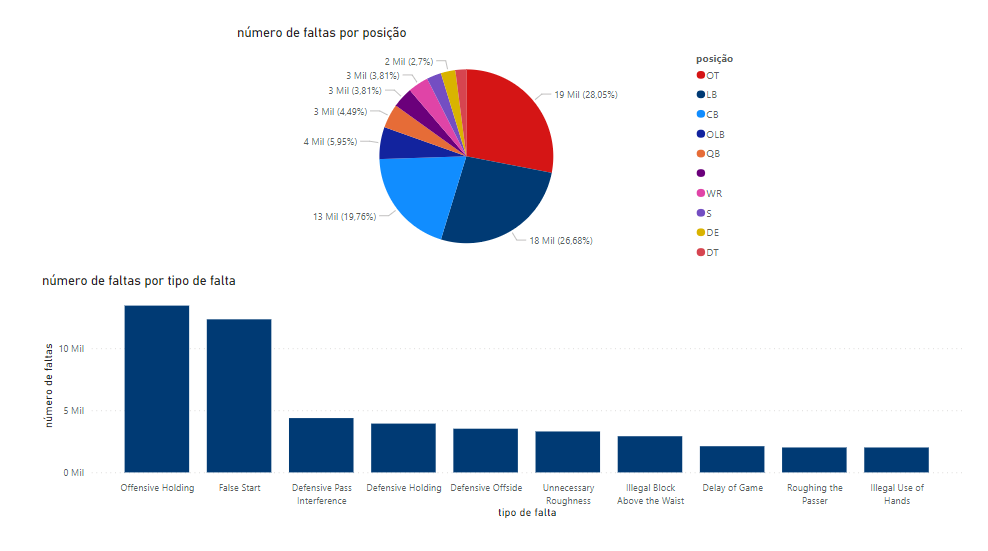 número de faltas por posição
2 Mil (2,7%)
3 Mil (3,81%)
3 Mil (3,81%)
3 Mil (4,49%)
4 Mil (5,95%)
13 Mil (19,76%)
19 Mil (28,05%)
18 Mil (26,68%)
posição
OT
LB
CB
OLB
QB
WR
S
DE
DT
número de faltas por tipo de falta
número de faltas
10 Mil
5 Mil
0 Mil
Offensive Holding
False Start
Defensive Pass
Interference
Defensive Holding
Defensive Offside
Unnecessary
Roughness
Illegal Block
Above the Waist
Delay of Game
Roughing the
Passer
Illegal Use of
Hands
tipo de falta